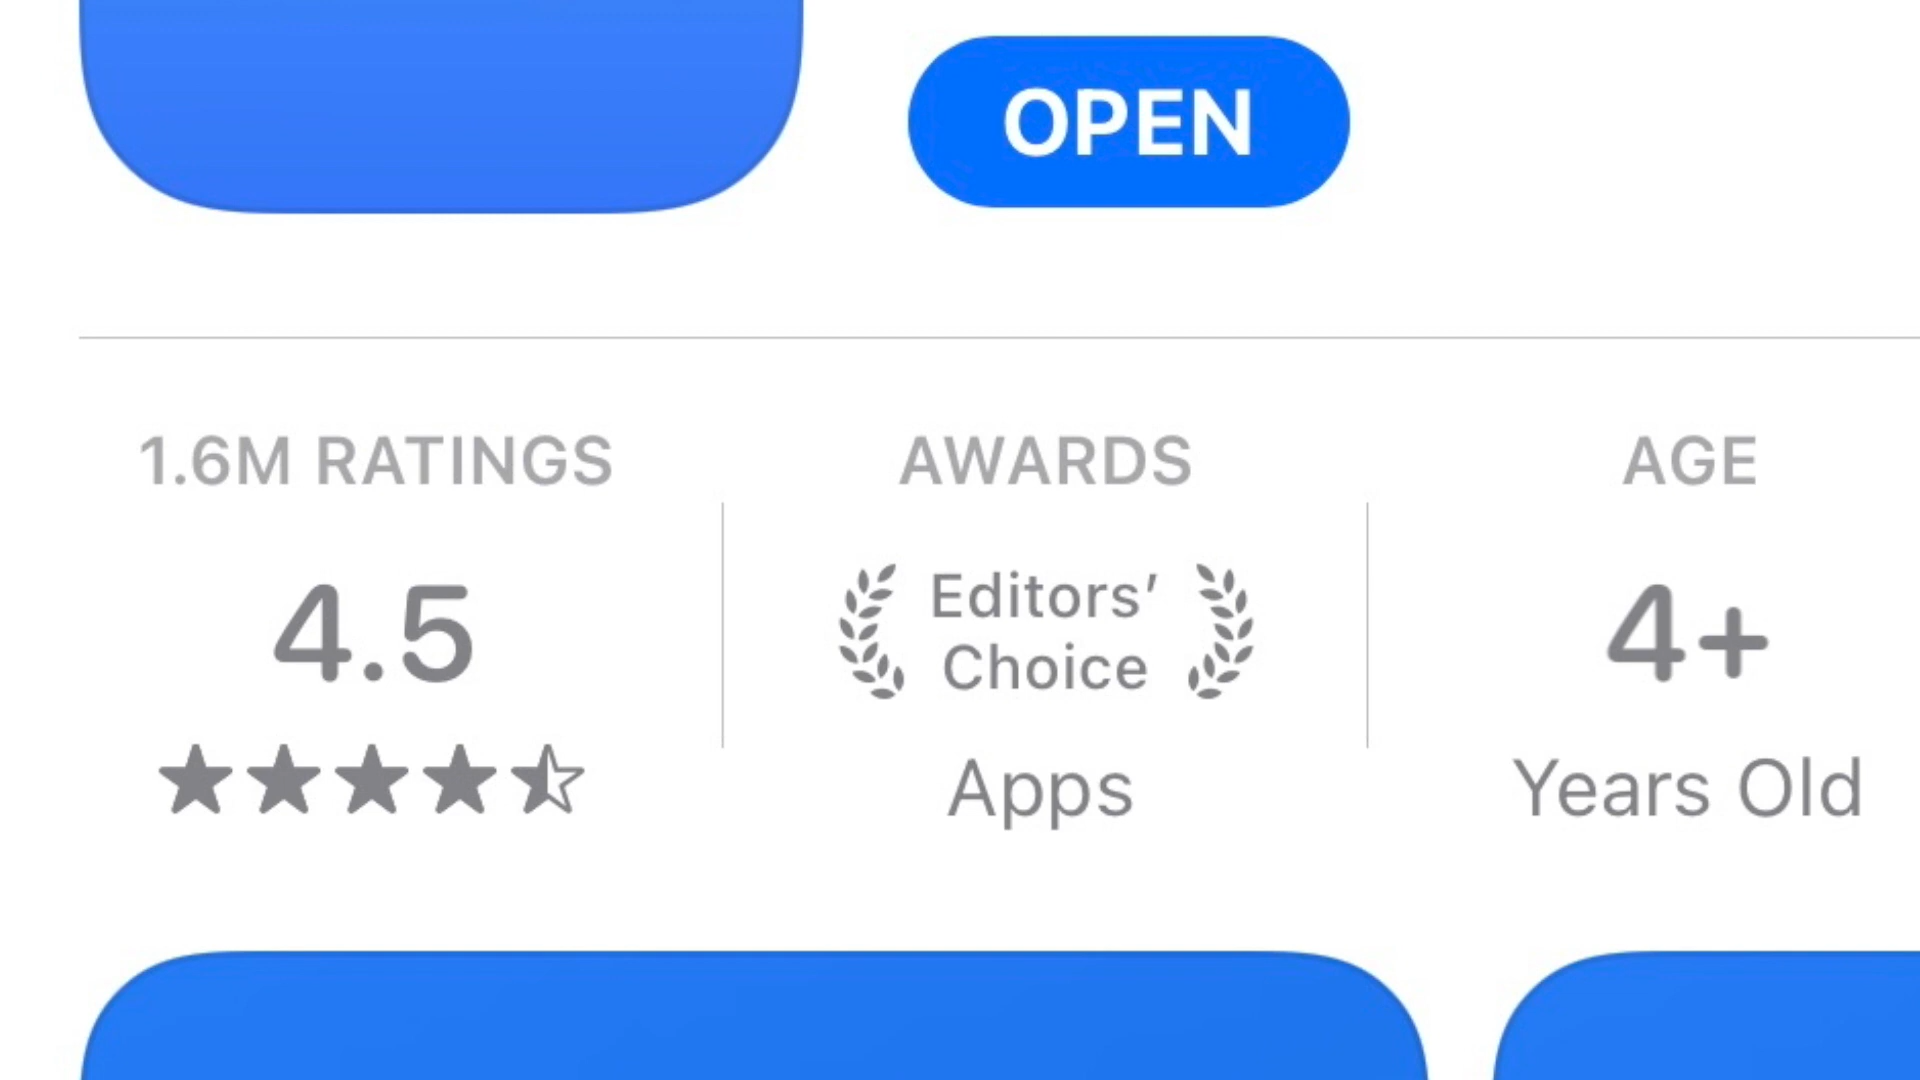 OPEN
1.6M RATINGS
4.5
AWARDS
Editors’
Choice
Apps
AGE
4+
Years Old